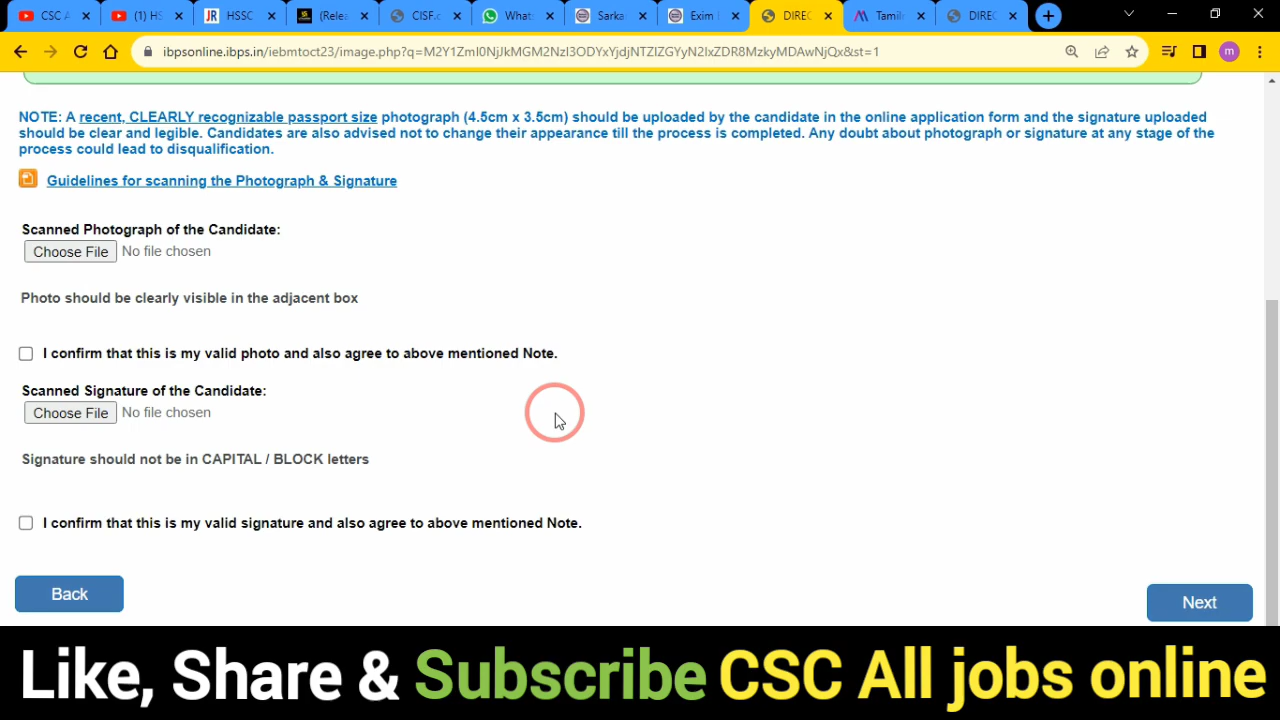 CSC A
(1) HS
HSSC
(Relea
CISF.c
Whats
Sarkar
Exim B
DIREC
Tamiln
DIREC
m
ibpsonline.ibps.in/iebmtoct23/image.php?q=M2Y1ZmI0NjJkMGM2NzI3ODYxYjdjNTZIZGYyN2IxZDR8MzkyMDAwNjQx&st=1
NOTE: A recent, CLEARLY recognizable passport size photograph (4.5cm x 3.5cm) should be uploaded by the candidate in the online application form and the signature uploaded
should be clear and legible. Candidates are also advised not to change their appearance till the process is completed. Any doubt about photograph or signature at any stage of the
process could lead to disqualification.
Guidelines for scanning the Photograph & Signature
Scanned Photograph of the Candidate:
Choose File No file chosen
Photo should be clearly visible in the adjacent box
I confirm that this is my valid photo and also agree to above mentioned Note.
Scanned Signature of the Candidate:
Choose File No file chosen
Signature should not be in CAPITAL / BLOCK letters
I confirm that this is my valid signature and also agree to above mentioned Note.
Back
Next
Like, Share & Subscribe CSC All jobs online